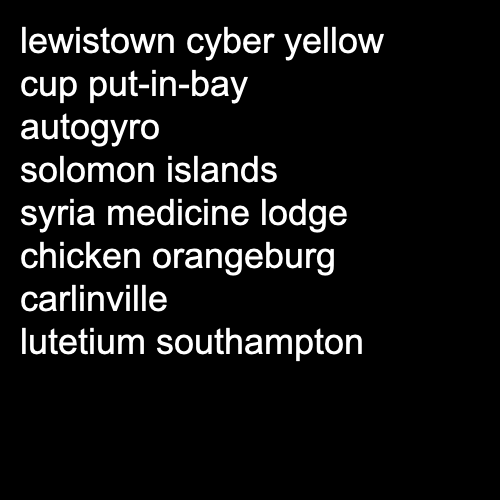 lewistown cyber yellow
cup put-in-bay
autogyro
solomon islands
syria medicine lodge
chicken orangeburg
carlinville
lutetium southampton